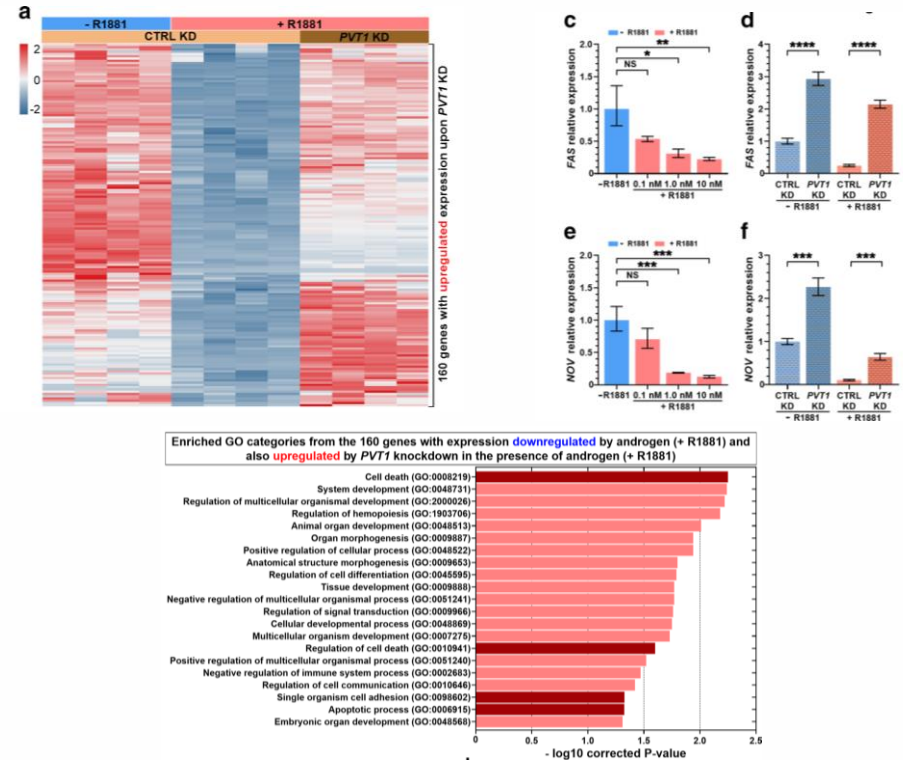 a
- R1881
+ R1881
CTRL KD
PVT1 KD
2
0
-2
160 genes with upregulated expression upon PVT1 KD
c
- R1881
+ R1881
FAS relative expression
2.0
1.5
1.0
0.5
0
NS
*
**
-R1881
0.1 nM
1.0 nM
10 nM
+ R1881
d
FAS relative expression
4
3
2
1
0
****
****
CTRL KD
PVT1 KD
CTRL KD
PVT1 KD
- R1881
+ R1881
e
- R1881
+ R1881
NOV relative expression
2.0
1.5
1.0
0.5
0
NS
***
***
-R1881
0.1 nM
1.0 nM
10 nM
+ R1881
f
NOV relative expression
3
2
1
0
***
***
CTRL KD
PVT1 KD
CTRL KD
PVT1 KD
- R1881
+ R1881
Enriched GO categories from the 160 genes with expression downregulated by androgen (+ R1881) and
also upregulated by PVT1 knockdown in the presence of androgen (+ R1881)
Cell death (GO:0008219)
System development (GO:0048731)
Regulation of multicellular organismal development (GO:2000026)
Regulation of hemopoiesis (GO:1903706)
Animal organ development (GO:0048513)
Organ morphogenesis (GO:0009887)
Positive regulation of cellular process (GO:0048522)
Anatomical structure morphogenesis (GO:0009653)
Regulation of cell differentiation (GO:0045595)
Tissue development (GO:0009888)
Negative regulation of multicellular organismal process (GO:0051241)
Regulation of signal transduction (GO:0009966)
Cellular developmental process (GO:0048869)
Multicellular organism development (GO:0007275)
Regulation of cell death (GO:0010941)
Positive regulation of multicellular organismal process (GO:0051240)
Negative regulation of immune system process (GO:0002683)
Regulation of cell communication (GO:0010646)
Single organism cell adhesion (GO:0098602)
Apoptotic process (GO:0006915)
Embryonic organ development (GO:0048568)
0
0.5
1.0
1.5
2.0
2.5
- log10 corrected P-value